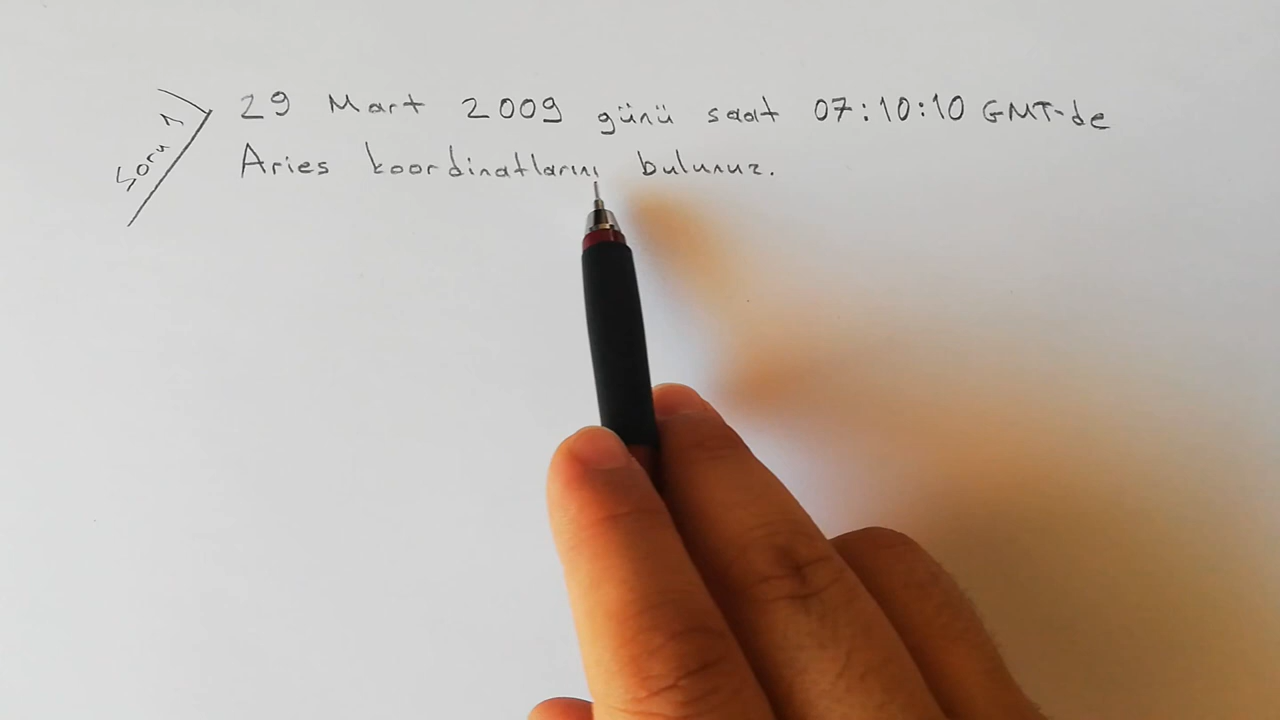 Soru 1
29 Mart 2009 günü saat 07:10:10 GMT-de
Aries koordinatlarını bulunuz.